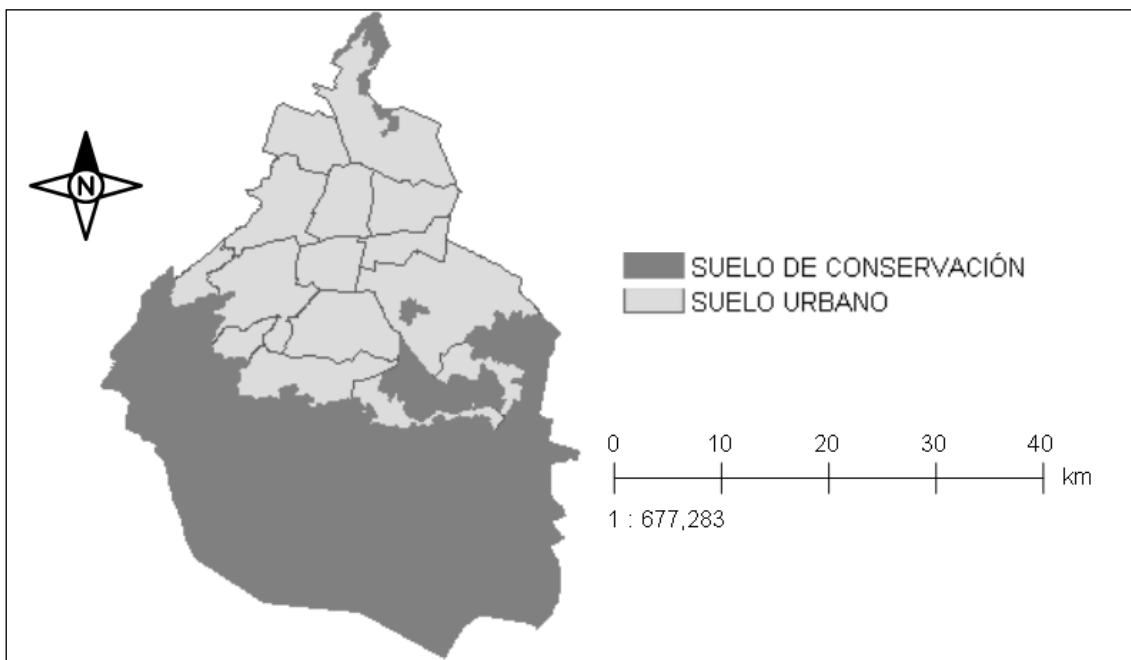 N
SUELO DE CONSERVACIÓN
SUELO URBANO
0 10 20 30 40
km
1 : 677,283